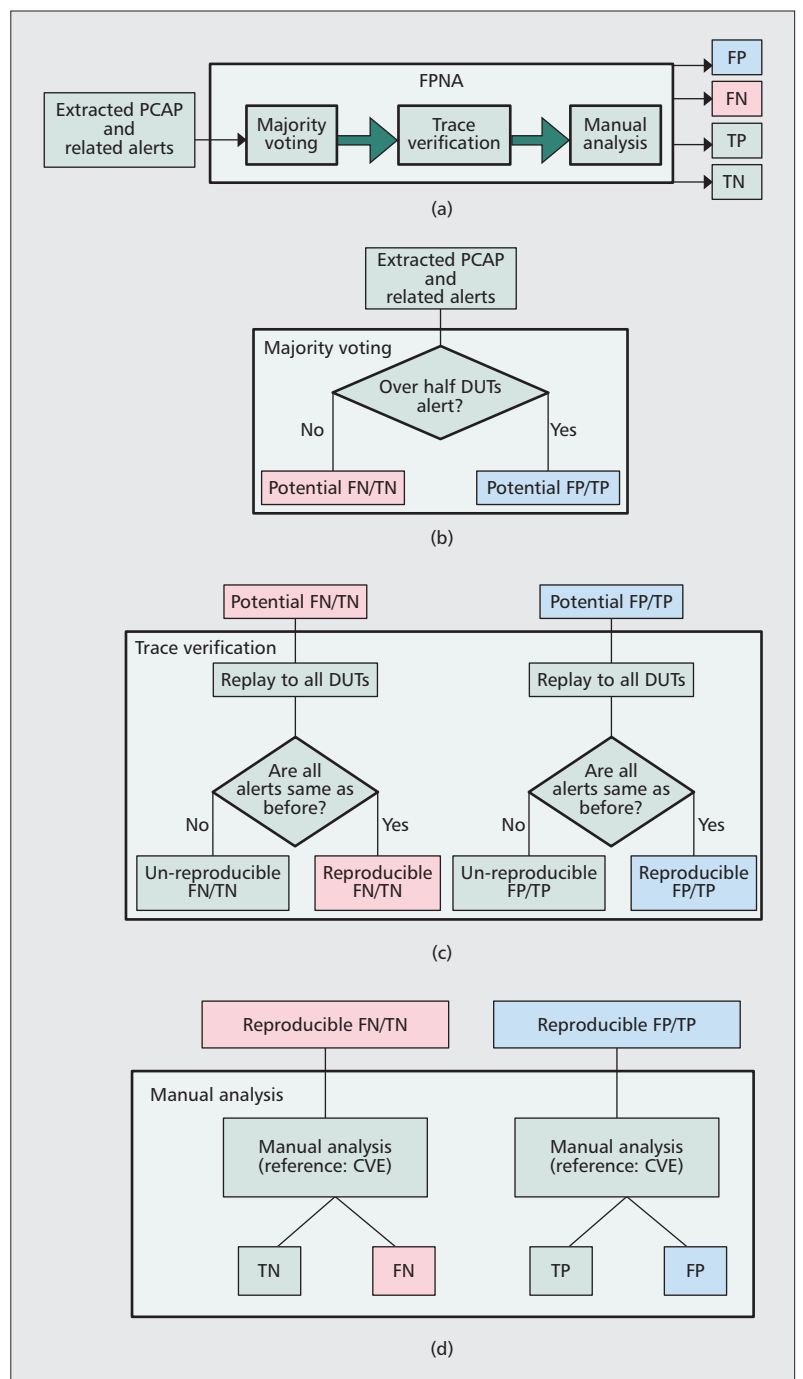 FPNA
Extracted PCAP
and
related alerts
Majority
voting
Trace
verification
Manual
analysis
FP
FN
TP
TN
(a)
Extracted PCAP
and
related alerts
Majority voting
Over half DUTs
alert?
No
Yes
Potential FN/TN
Potential FP/TP
(b)
Potential FN/TN
Potential FP/TP
Trace verification
Replay to all DUTs
Replay to all DUTs
Are all
alerts same as
before?
Are all
alerts same as
before?
No
Yes
No
Yes
Un-reproducible
FN/TN
Reproducible
FN/TN
Un-reproducible
FP/TP
Reproducible
FP/TP
(c)
Reproducible FN/TN
Reproducible FP/TP
Manual analysis
Manual analysis
(reference: CVE)
Manual analysis
(reference: CVE)
TN
FN
TP
FP
(d)